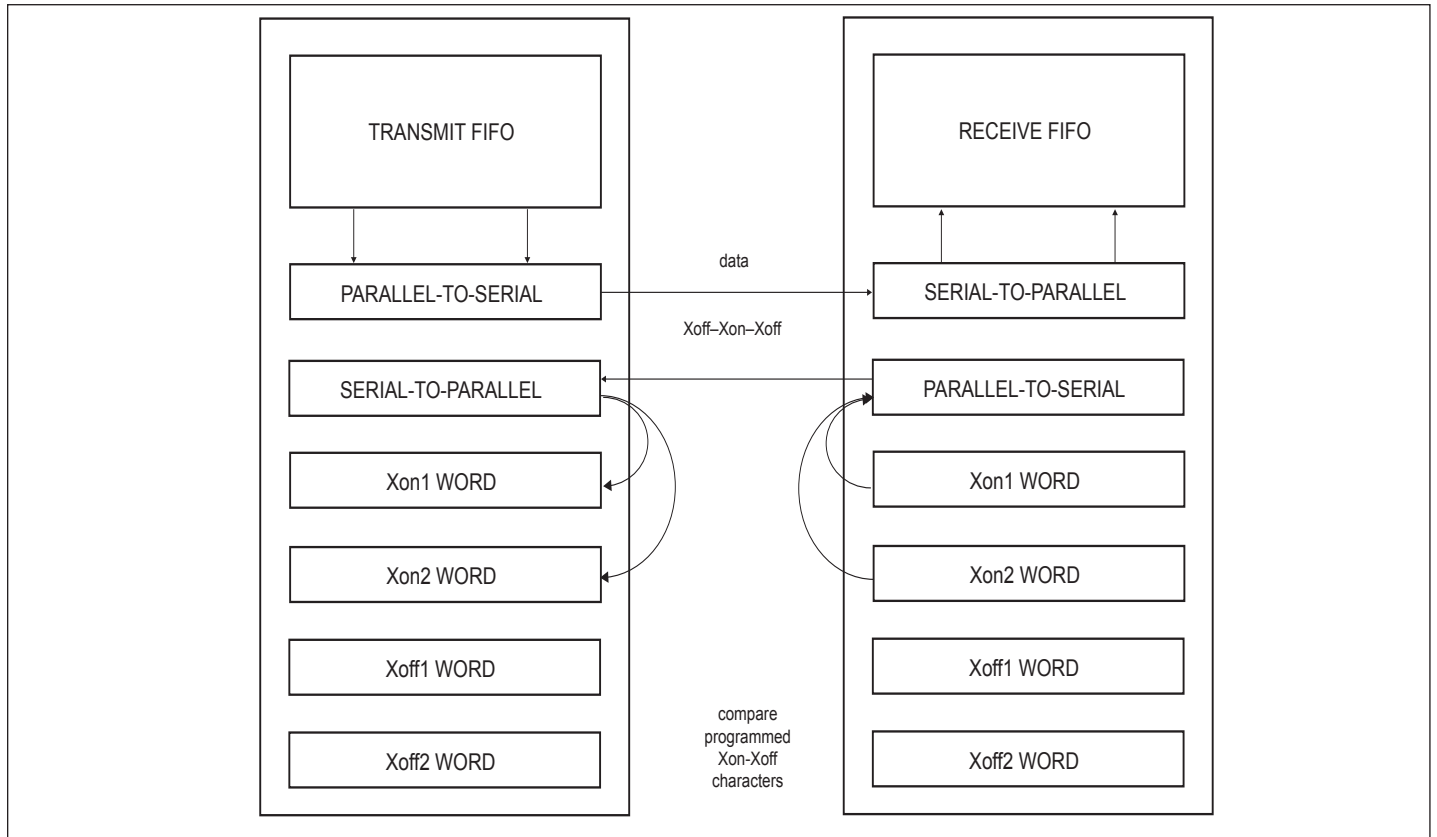 TRANSMIT FIFO
RECEIVE FIFO
data
PARALLEL-TO-SERIAL
SERIAL-TO-PARALLEL
Xoff–Xon–Xoff
SERIAL-TO-PARALLEL
PARALLEL-TO-SERIAL
Xon1 WORD
Xon1 WORD
Xon2 WORD
Xon2 WORD
Xoff1 WORD
Xoff1 WORD
compare
programmed
Xon-Xoff
characters
Xoff2 WORD
Xoff2 WORD